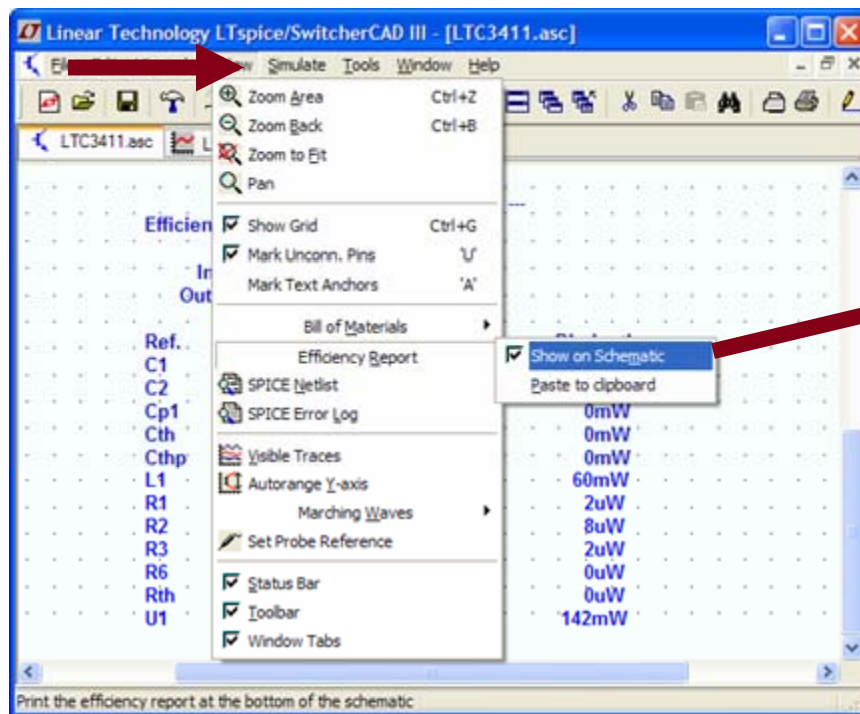 Linear Technology LTspice/SwitcherCAD III - [LTC3411.asc]
Simulate Tools Window Help
LTC3411.asc L
Zoom Area Ctrl+Z
Zoom Back Ctrl+B
Zoom to Fit
Pan
Efficien
Show Grid Ctrl+G
Mark Unconn. Pins 'U'
In
Mark Text Anchors 'A'
Out
Bill of Materials
Ref.
Efficiency Report
Show on Schematic
C1
SPICE Netlist
Paste to clipboard
C2
SPICE Error Log
Cp1 0mW
Cth 0mW
Cthp Visible Traces 0mW
L1 Autorange Y-axis 60mW
R1 Marching Waves 2uW
R2 8uW
R3 Set Probe Reference 2uW
R6 Status Bar 0uW
Rth 0uW
U1 Toolbar 142mW
Window Tabs
Print the efficiency report at the bottom of the schematic